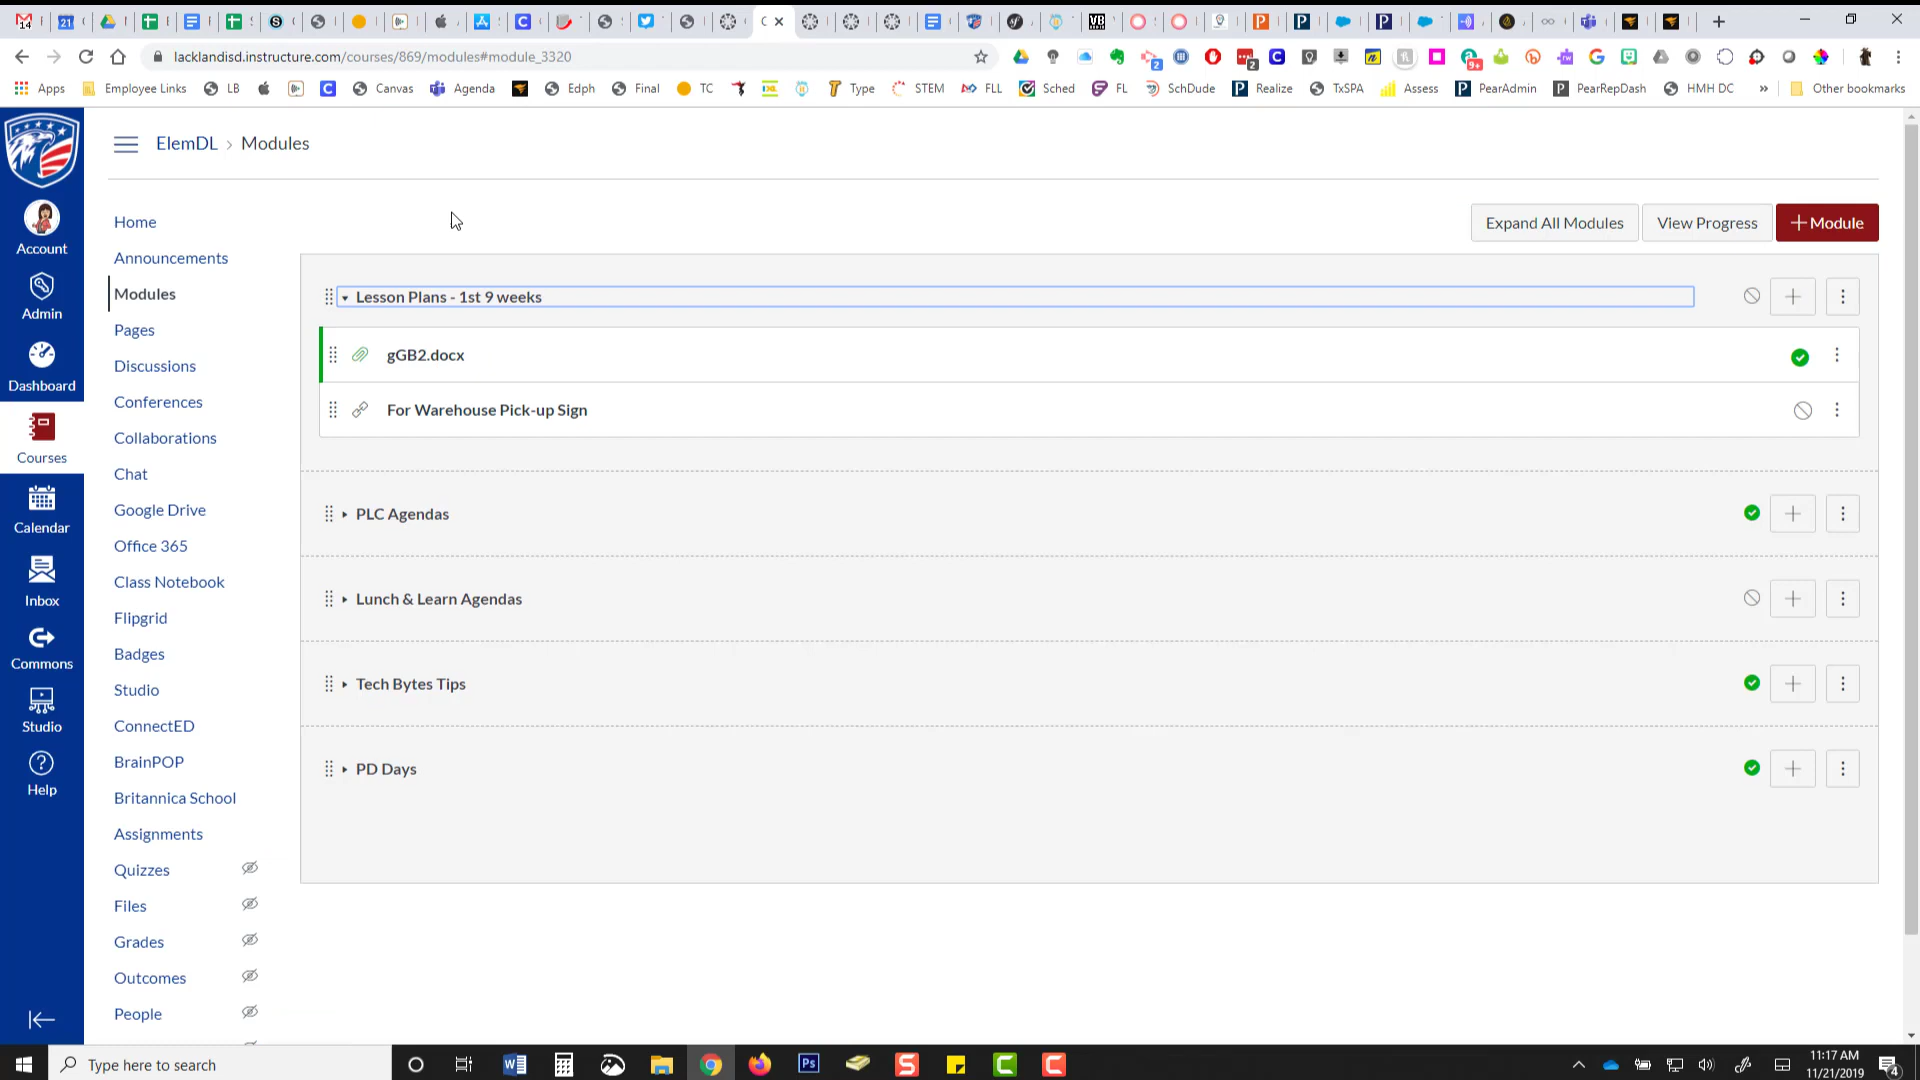 lacklandisd.instructure.com/courses/869/modules#module_3320
Apps Employee Links LB Canvas Agenda Edph Final TC Type STEM FLL Sched FL SchDude Realize TxSPA Assess PearAdmin PearRepDash HMH DC » Other bookmarks
ElemDL › Modules
Account
Admin
Dashboard
Courses
Calendar
Inbox
Commons
Studio
Help
Home
Announcements
Modules
Pages
Discussions
Conferences
Collaborations
Chat
Google Drive
Office 365
Class Notebook
Flipgrid
Badges
Studio
ConnectED
BrainPOP
Britannica School
Assignments
Quizzes
Files
Grades
Outcomes
People
Expand All Modules View Progress + Module
Lesson Plans - 1st 9 weeks
gGB2.docx
For Warehouse Pick-up Sign
PLC Agendas
Lunch & Learn Agendas
Tech Bytes Tips
PD Days
Type here to search
11:17 AM
11/21/2019